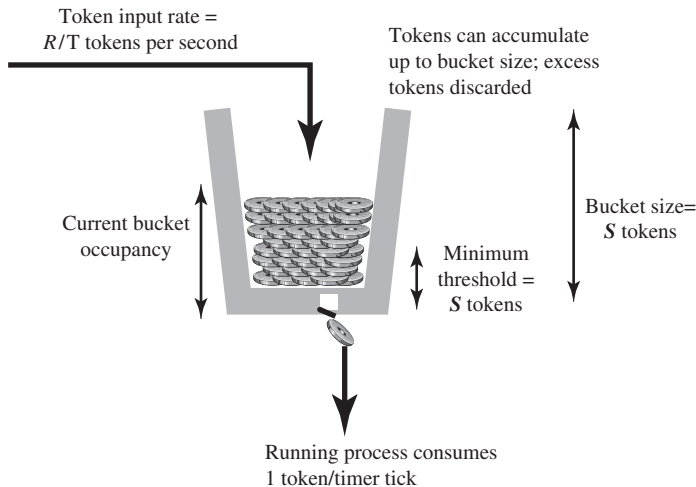 Token input rate =
R/T tokens per second
Tokens can accumulate
up to bucket size; excess
tokens discarded
Current bucket
occupancy
Bucket size=
S tokens
Minimum
threshold =
S tokens
Running process consumes
1 token/timer tick